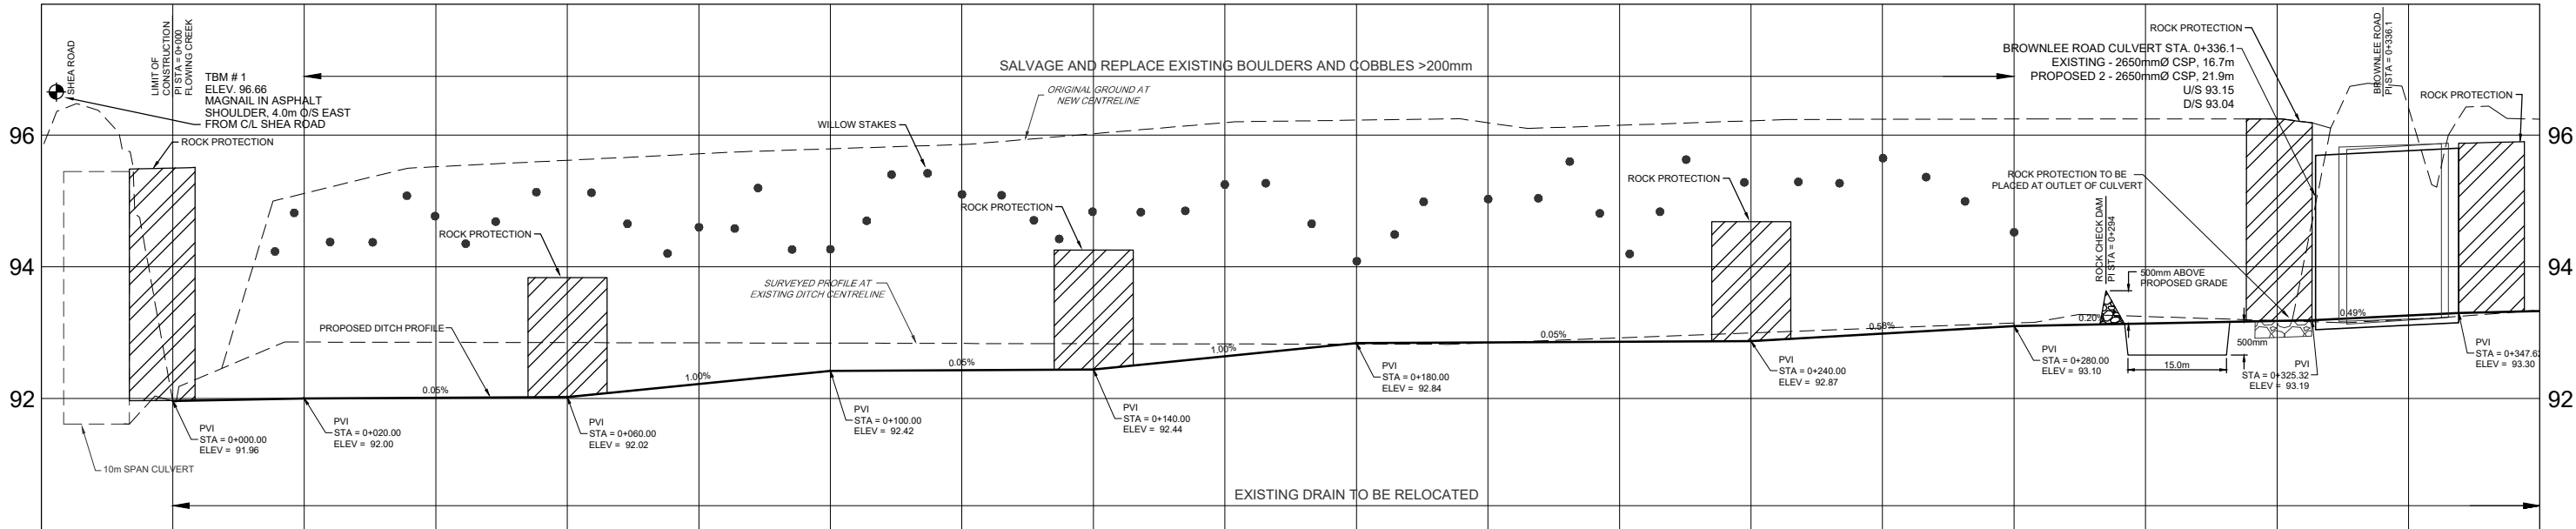 SHEA ROAD
LIMIT OF
CONSTRUCTION
PI STA = 0+000
FLOWING CREEK
TBM # 1
ELEV. 96.66
MAGNAIL IN ASPHALT
SHOULDER, 4.0m O/S EAST
FROM C/L SHEA ROAD
ROCK PROTECTION
SALVAGE AND REPLACE EXISTING BOULDERS AND COBBLES >200mm
ORIGINAL GROUND AT
NEW CENTRELINE
WILLOW STAKES
ROCK PROTECTION
BROWNLEE ROAD CULVERT STA. 0+336.1
EXISTING - 2650mmØ CSP, 16.7m
PROPOSED 2 - 2650mmØ CSP, 21.9m
U/S 93.15
D/S 93.04
BROWNLEE ROAD
PI STA = 0+336.1
ROCK PROTECTION
96
96
ROCK PROTECTION
ROCK PROTECTION
ROCK PROTECTION
ROCK PROTECTION TO BE
PLACED AT OUTLET OF CULVERT
ROCK CHECK DAM
PI STA = 0+294
94
94
500mm ABOVE
PROPOSED GRADE
SURVEYED PROFILE AT
EXISTING DITCH CENTRELINE
PROPOSED DITCH PROFILE
0.05%
1.00%
0.05%
1.00%
0.05%
0.58%
0.20%
0.49%
500mm
15.0m
92
92
PVI
STA = 0+000.00
ELEV = 91.96
PVI
STA = 0+020.00
ELEV = 92.00
PVI
STA = 0+060.00
ELEV = 92.02
PVI
STA = 0+100.00
ELEV = 92.42
PVI
STA = 0+140.00
ELEV = 92.44
PVI
STA = 0+180.00
ELEV = 92.84
PVI
STA = 0+240.00
ELEV = 92.87
PVI
STA = 0+280.00
ELEV = 93.10
PVI
STA = 0+325.32
ELEV = 93.19
PVI
STA = 0+347.62
ELEV = 93.30
10m SPAN CULVERT
EXISTING DRAIN TO BE RELOCATED